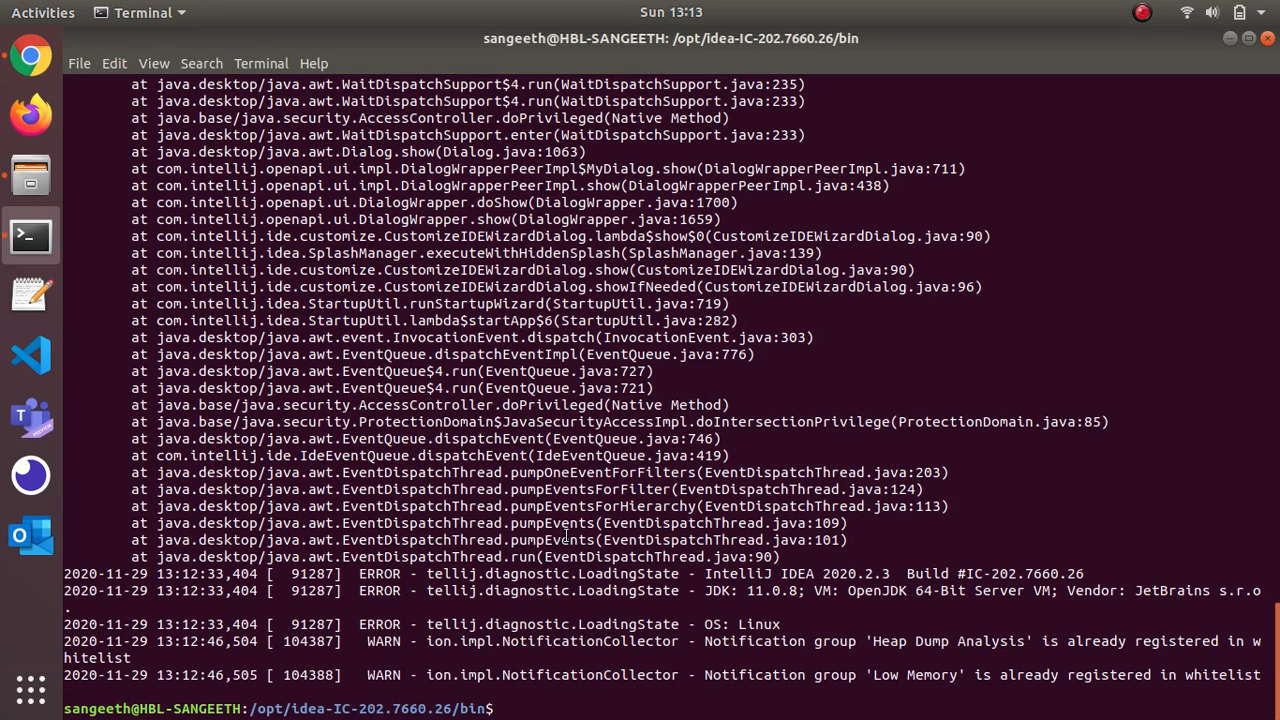 Activities
Terminal
Sun 13:13
sangeeth@HBL-SANGEETH: /opt/idea-IC-202.7660.26/bin
File Edit View Search Terminal Help
at java.desktop/java.awt.WaitDispatchSupport$4.run(WaitDispatchSupport.java:235)
at java.desktop/java.awt.WaitDispatchSupport$4.run(WaitDispatchSupport.java:233)
at java.base/java.security.AccessController.doPrivileged(Native Method)
at java.desktop/java.awt.WaitDispatchSupport.enter(WaitDispatchSupport.java:233)
at java.desktop/java.awt.Dialog.show(Dialog.java:1063)
at com.intellij.openapi.ui.impl.DialogWrapperPeerImpl$MyDialog.show(DialogWrapperPeerImpl.java:711)
at com.intellij.openapi.ui.impl.DialogWrapperPeerImpl.show(DialogWrapperPeerImpl.java:438)
at com.intellij.openapi.ui.DialogWrapper.doShow(DialogWrapper.java:1700)
at com.intellij.openapi.ui.DialogWrapper.show(DialogWrapper.java:1659)
at com.intellij.ide.customize.CustomizeIDEWizardDialog.lambda$show$0(CustomizeIDEWizardDialog.java:90)
at com.intellij.idea.SplashManager.executeWithHiddenSplash(SplashManager.java:139)
at com.intellij.ide.customize.CustomizeIDEWizardDialog.show(CustomizeIDEWizardDialog.java:90)
at com.intellij.ide.customize.CustomizeIDEWizardDialog.showIfNeeded(CustomizeIDEWizardDialog.java:96)
at com.intellij.idea.StartupUtil.runStartupWizard(StartupUtil.java:719)
at com.intellij.idea.StartupUtil.lambda$startApp$6(StartupUtil.java:282)
at java.desktop/java.awt.event.InvocationEvent.dispatch(InvocationEvent.java:303)
at java.desktop/java.awt.EventQueue.dispatchEventImpl(EventQueue.java:776)
at java.desktop/java.awt.EventQueue$4.run(EventQueue.java:727)
at java.desktop/java.awt.EventQueue$4.run(EventQueue.java:721)
at java.base/java.security.AccessController.doPrivileged(Native Method)
at java.base/java.security.ProtectionDomain$JavaSecurityAccessImpl.doIntersectionPrivilege(ProtectionDomain.java:85)
at java.desktop/java.awt.EventQueue.dispatchEvent(EventQueue.java:746)
at com.intellij.ide.IdeEventQueue.dispatchEvent(IdeEventQueue.java:419)
at java.desktop/java.awt.EventDispatchThread.pumpOneEventForFilters(EventDispatchThread.java:203)
at java.desktop/java.awt.EventDispatchThread.pumpEventsForFilter(EventDispatchThread.java:124)
at java.desktop/java.awt.EventDispatchThread.pumpEventsForHierarchy(EventDispatchThread.java:113)
at java.desktop/java.awt.EventDispatchThread.pumpEvents(EventDispatchThread.java:109)
at java.desktop/java.awt.EventDispatchThread.pumpEvents(EventDispatchThread.java:101)
at java.desktop/java.awt.EventDispatchThread.run(EventDispatchThread.java:90)
2020-11-29 13:12:33,404 [  91287]  ERROR - tellij.diagnostic.LoadingState - IntelliJ IDEA 2020.2.3  Build #IC-202.7660.26
2020-11-29 13:12:33,404 [  91287]  ERROR - tellij.diagnostic.LoadingState - JDK: 11.0.8; VM: OpenJDK 64-Bit Server VM; Vendor: JetBrains s.r.o
.
2020-11-29 13:12:33,404 [  91287]  ERROR - tellij.diagnostic.LoadingState - OS: Linux
2020-11-29 13:12:46,504 [ 104387]   WARN - ion.impl.NotificationCollector - Notification group 'Heap Dump Analysis' is already registered in w
hitelist
2020-11-29 13:12:46,505 [ 104388]   WARN - ion.impl.NotificationCollector - Notification group 'Low Memory' is already registered in whitelist
sangeeth@HBL-SANGEETH:/opt/idea-IC-202.7660.26/bin$